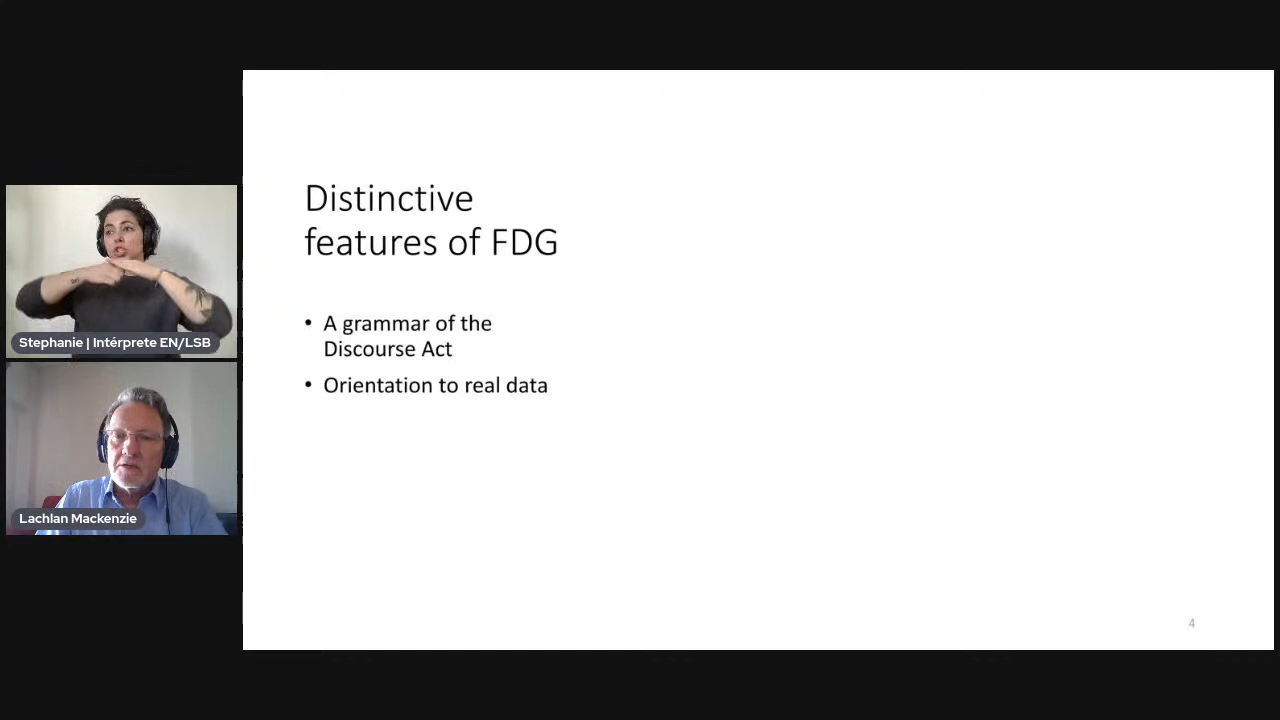 Distinctive
features of FDG
• A grammar of the
Discourse Act
• Orientation to real data
4
Stephanie | Intérprete EN/LSB
Lachlan Mackenzie